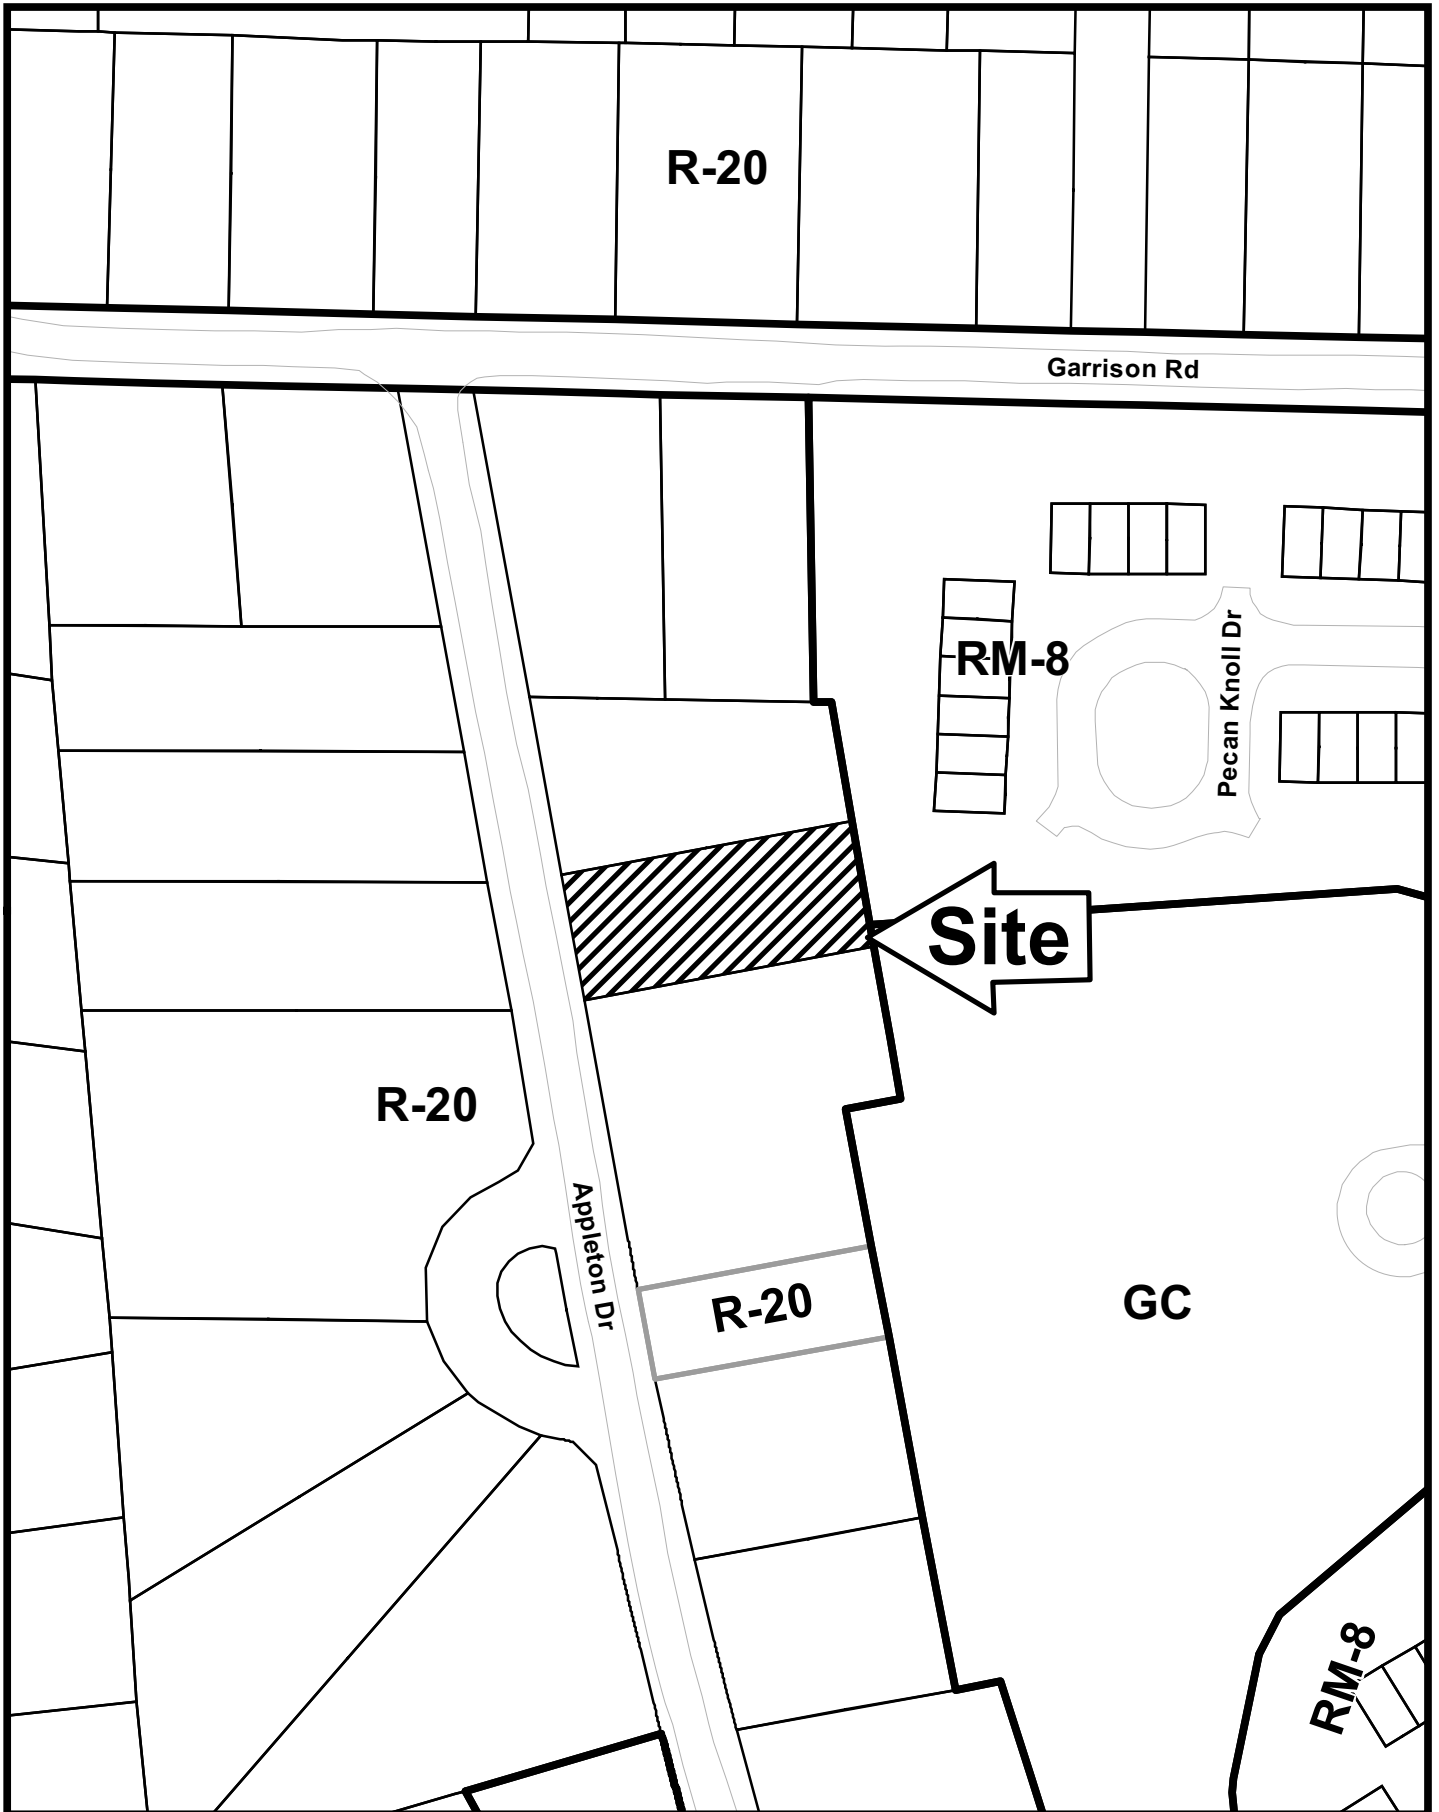 R-20
Garrison Rd
RM-8
Pecan Knoll Dr
Site
R-20
Appleton Dr
R-20
GC
RM-8